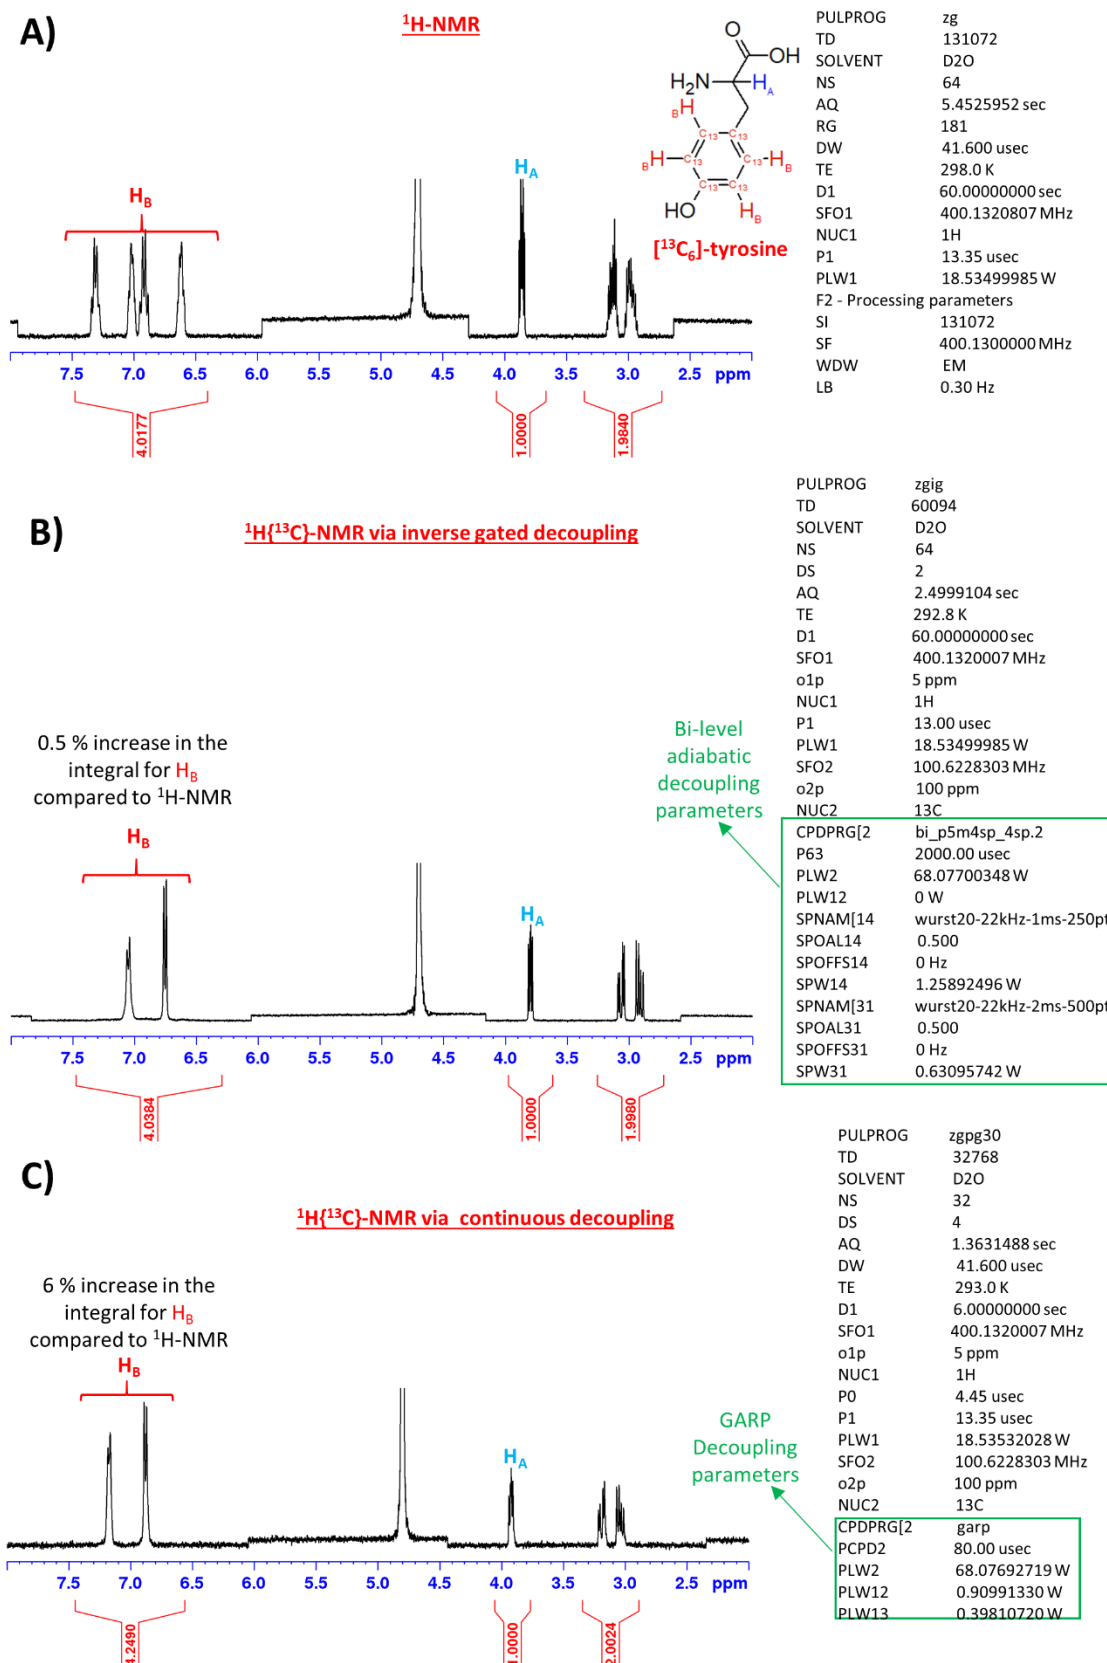 A)
¹H-NMR
O
OH
H₂N
H_A
B H
C13 C13
B H C13 C13 H B
C13 C13
HO H B
[¹³C₆]-tyrosine
H_B
H_A
7.5 7.0 6.5 6.0 5.5 5.0 4.5 4.0 3.5 3.0 2.5 ppm
4.0177
1.0000
1.9840
PULPROG zg
TD 131072
SOLVENT D2O
NS 64
AQ 5.4525952 sec
RG 181
DW 41.600 usec
TE 298.0 K
D1 60.00000000 sec
SFO1 400.1320807 MHz
NUC1 1H
P1 13.35 usec
PLW1 18.53499985 W
F2 - Processing parameters
SI 131072
SF 400.1300000 MHz
WDW EM
LB 0.30 Hz
B)
¹H{¹³C}-NMR via inverse gated decoupling
0.5 % increase in the
integral for H_B
compared to ¹H-NMR
H_B
H_A
7.5 7.0 6.5 6.0 5.5 5.0 4.5 4.0 3.5 3.0 2.5 ppm
4.0384
1.0000
1.9980
Bi-level
adiabatic
decoupling
parameters
PULPROG zgig
TD 60094
SOLVENT D2O
NS 64
DS 2
AQ 2.4999104 sec
TE 292.8 K
D1 60.00000000 sec
SFO1 400.1320007 MHz
o1p 5 ppm
NUC1 1H
P1 13.00 usec
PLW1 18.53499985 W
SFO2 100.6228303 MHz
o2p 100 ppm
NUC2 13C
CPDPRG[2 bi_p5m4sp_4sp.2
P63 2000.00 usec
PLW2 68.07700348 W
PLW12 0 W
SPNAM[14 wurst20-22kHz-1ms-250pt
SPOAL14 0.500
SPOFFS14 0 Hz
SPW14 1.25892496 W
SPNAM[31 wurst20-22kHz-2ms-500pt
SPOAL31 0.500
SPOFFS31 0 Hz
SPW31 0.63095742 W
C)
¹H{¹³C}-NMR via continuous decoupling
6 % increase in the
integral for H_B
compared to ¹H-NMR
H_B
H_A
7.5 7.0 6.5 6.0 5.5 5.0 4.5 4.0 3.5 3.0 2.5 ppm
4.2490
1.0000
2.0024
GARP
Decoupling
parameters
PULPROG zgpg30
TD 32768
SOLVENT D2O
NS 32
DS 4
AQ 1.3631488 sec
DW 41.600 usec
TE 293.0 K
D1 6.00000000 sec
SFO1 400.1320007 MHz
o1p 5 ppm
NUC1 1H
P0 4.45 usec
P1 13.35 usec
PLW1 18.53532028 W
SFO2 100.6228303 MHz
o2p 100 ppm
NUC2 13C
CPDPRG[2 garp
PCPD2 80.00 usec
PLW2 68.07692719 W
PLW12 0.90991330 W
PLW13 0.39810720 W